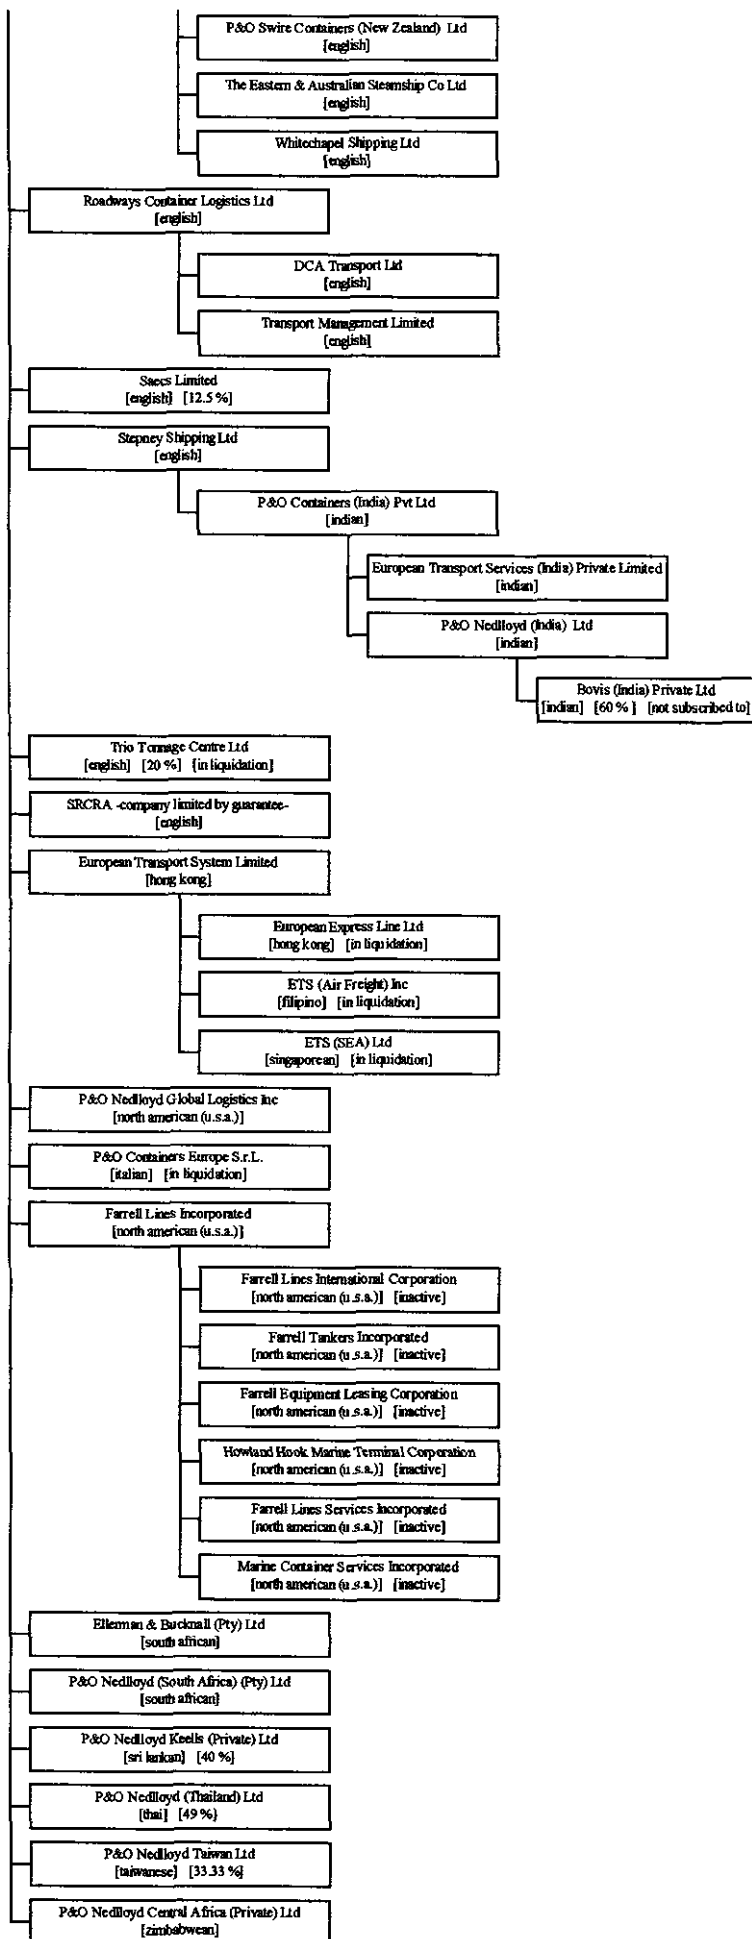 P&O Swire Containers (New Zealand) Ltd
[english]
The Eastern & Australian Steamship Co Ltd
[english]
Whitechapel Shipping Ltd
[english]
Roadways Container Logistics Ltd
[english]
DCA Transport Ltd
[english]
Transport Management Limited
[english]
Saecs Limited
[english] [12.5 %]
Stepney Shipping Ltd
[english]
P&O Containers (India) Pvt Ltd
[indian]
European Transport Services (India) Private Limited
[indian]
P&O Nedlloyd (India) Ltd
[indian]
Bovis (India) Private Ltd
[indian] [60 %] [not subscribed to]
Trio Tonnage Centre Ltd
[english] [20 %] [in liquidation]
SRCRA -company limited by guarantee-
[english]
European Transport System Limited
[hong kong]
European Express Line Ltd
[hong kong] [in liquidation]
ETS (Air Freight) Inc
[filipino] [in liquidation]
ETS (SEA) Ltd
[singaporean] [in liquidation]
P&O Nedlloyd Global Logistics Inc
[north american (u.s.a.)]
P&O Containers Europe S.r.L.
[italian] [in liquidation]
Farrell Lines Incorporated
[north american (u.s.a.)]
Farrell Lines International Corporation
[north american (u.s.a.)] [inactive]
Farrell Tankers Incorporated
[north american (u.s.a.)] [inactive]
Farrell Equipment Leasing Corporation
[north american (u.s.a.)] [inactive]
Howland Hook Marine Terminal Corporation
[north american (u.s.a.)] [inactive]
Farrell Lines Services Incorporated
[north american (u.s.a.)] [inactive]
Marine Container Services Incorporated
[north american (u.s.a.)] [inactive]
Ellerman & Bucknall (Pty) Ltd
[south african]
P&O Nedlloyd (South Africa) (Pty) Ltd
[south african]
P&O Nedlloyd Keells (Private) Ltd
[sri lankan] [40 %]
P&O Nedlloyd (Thailand) Ltd
[thai] [49 %]
P&O Nedlloyd Taiwan Ltd
[taiwanese] [33.33 %]
P&O Nedlloyd Central Africa (Private) Ltd
[zimbabwean]